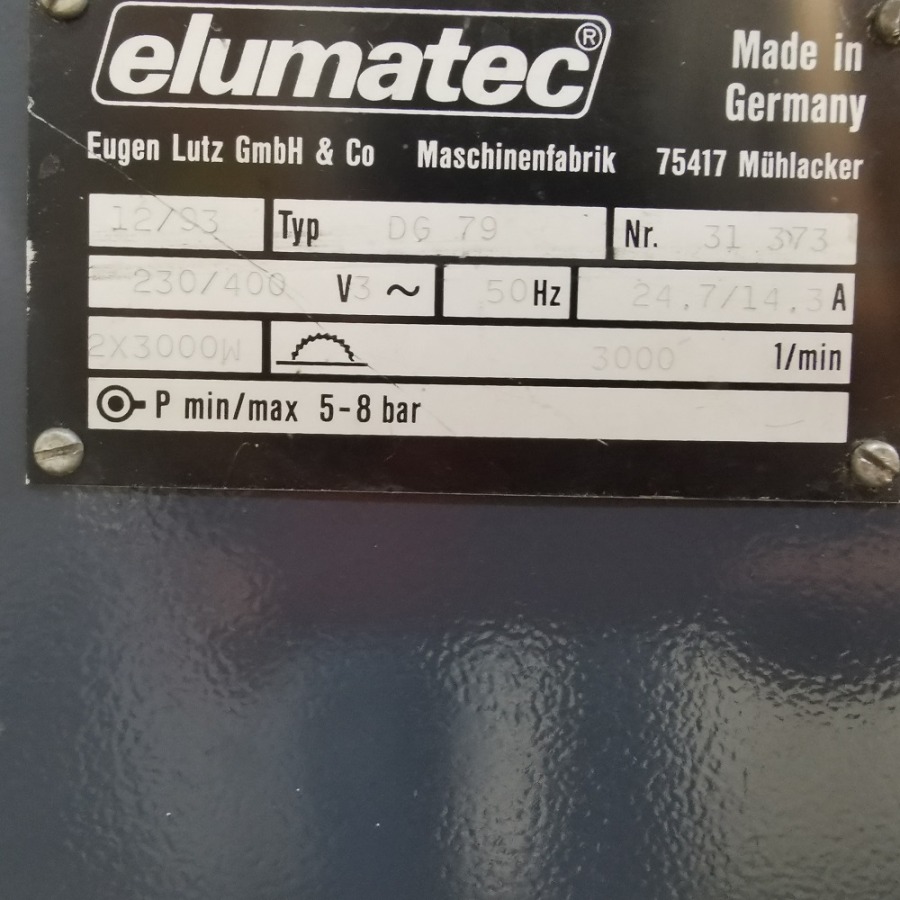 elumatec®
Made in
Germany
Eugen Lutz GmbH & Co Maschinenfabrik 75417 Mühlacker
12/93 Typ DG 79 Nr. 31 373
230/400 V3 ~ 50 Hz 24.7/14.3 A
2X3000W 3000 1/min
P min/max 5-8 bar